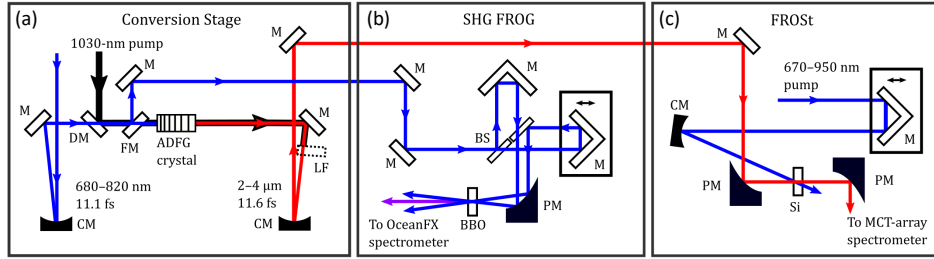 (a)
Conversion Stage
1030-nm pump
M
M
M
DM
FM
ADFG
crystal
M
LF
680–820 nm
11.1 fs
CM
2–4 μm
11.6 fs
CM
(b)
SHG FROG
M
M
M
BS
M
PM
BBO
To OceanFX
spectrometer
(c)
FROSt
M
670–950 nm
pump
CM
M
PM
Si
PM
To MCT-array
spectrometer